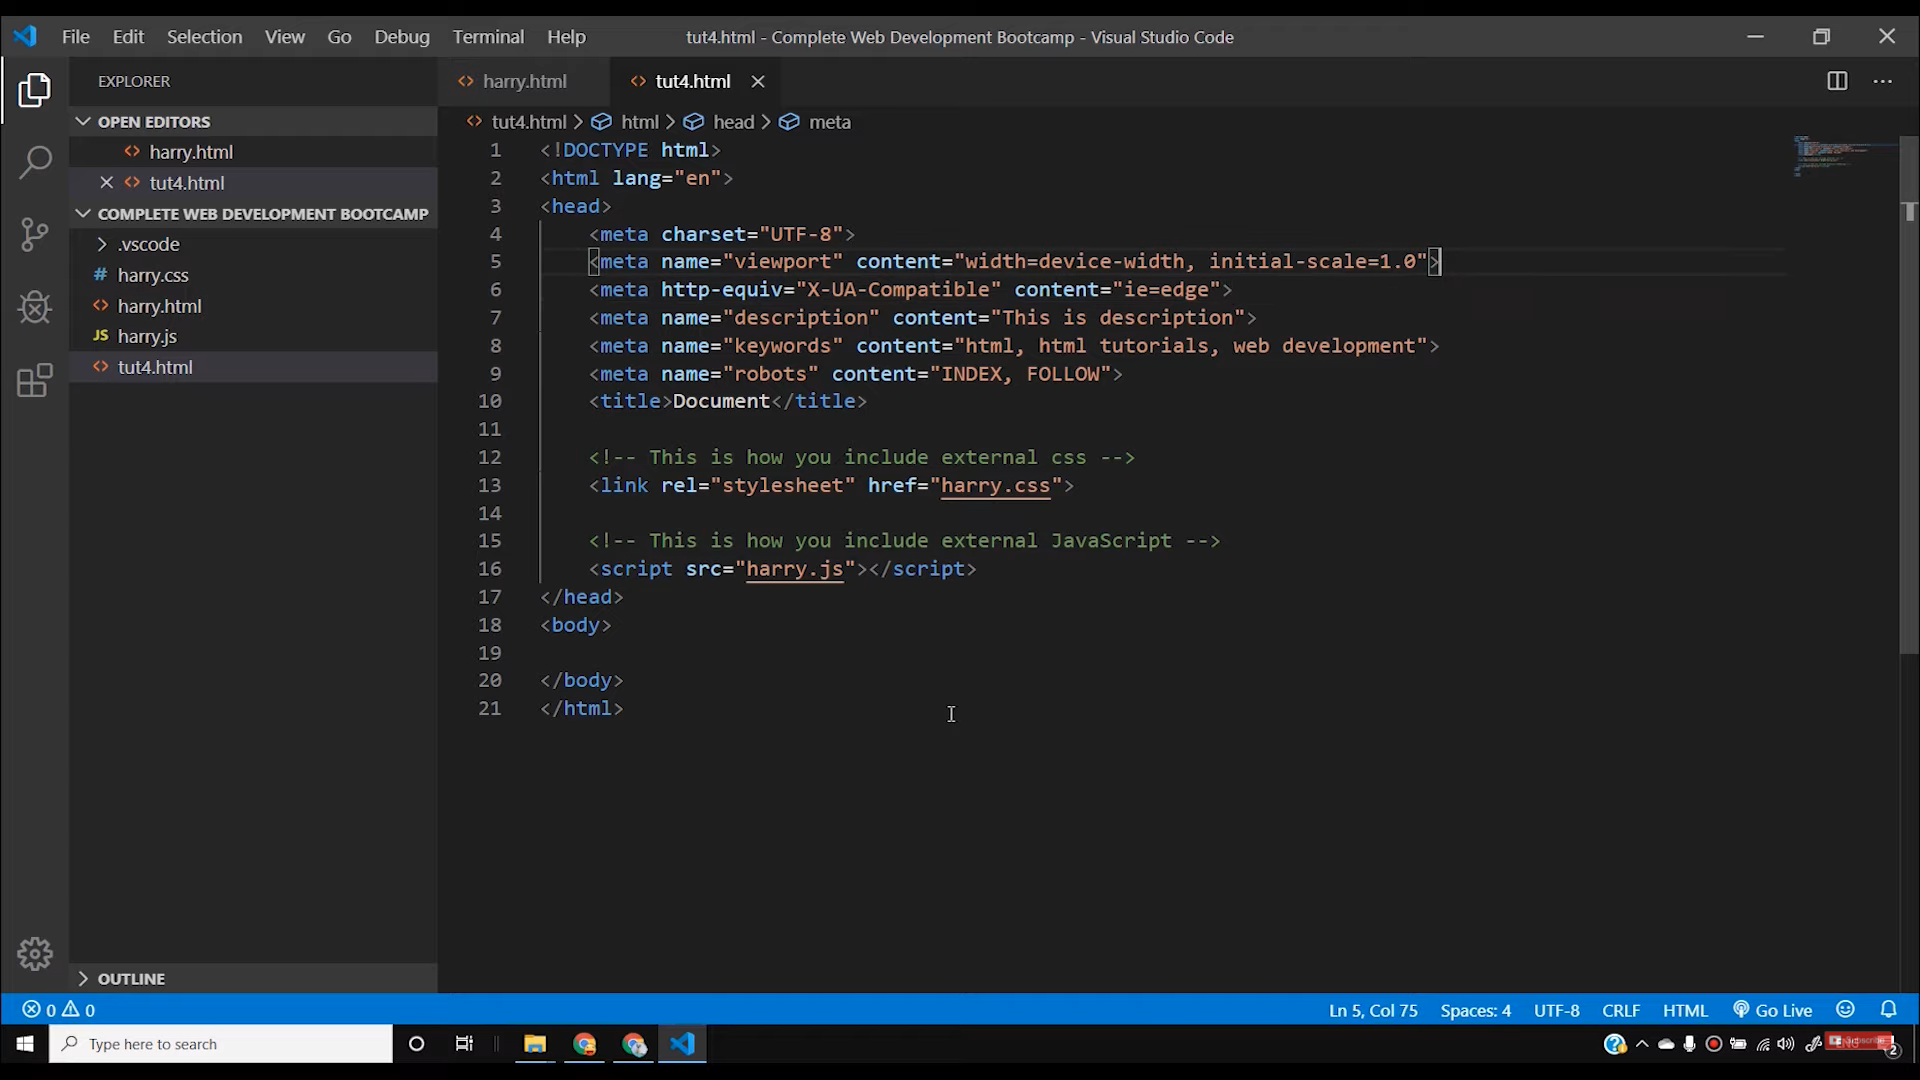 File Edit Selection View Go Debug Terminal Help
tut4.html - Complete Web Development Bootcamp - Visual Studio Code
EXPLORER
OPEN EDITORS
harry.html
tut4.html
COMPLETE WEB DEVELOPMENT BOOTCAMP
.vscode
# harry.css
harry.html
JS harry.js
tut4.html
OUTLINE
harry.html
tut4.html
tut4.html > html > head > meta
1 <!DOCTYPE html>
2 <html lang="en">
3 <head>
4 <meta charset="UTF-8">
5 <meta name="viewport" content="width=device-width, initial-scale=1.0">
6 <meta http-equiv="X-UA-Compatible" content="ie=edge">
7 <meta name="description" content="This is description">
8 <meta name="keywords" content="html, html tutorials, web development">
9 <meta name="robots" content="INDEX, FOLLOW">
10 <title>Document</title>
11
12 <!-- This is how you include external css -->
13 <link rel="stylesheet" href="harry.css">
14
15 <!-- This is how you include external JavaScript -->
16 <script src="harry.js"></script>
17 </head>
18 <body>
19
20 </body>
21 </html>
0 0
Ln 5, Col 75 Spaces: 4 UTF-8 CRLF HTML Go Live
Type here to search
2